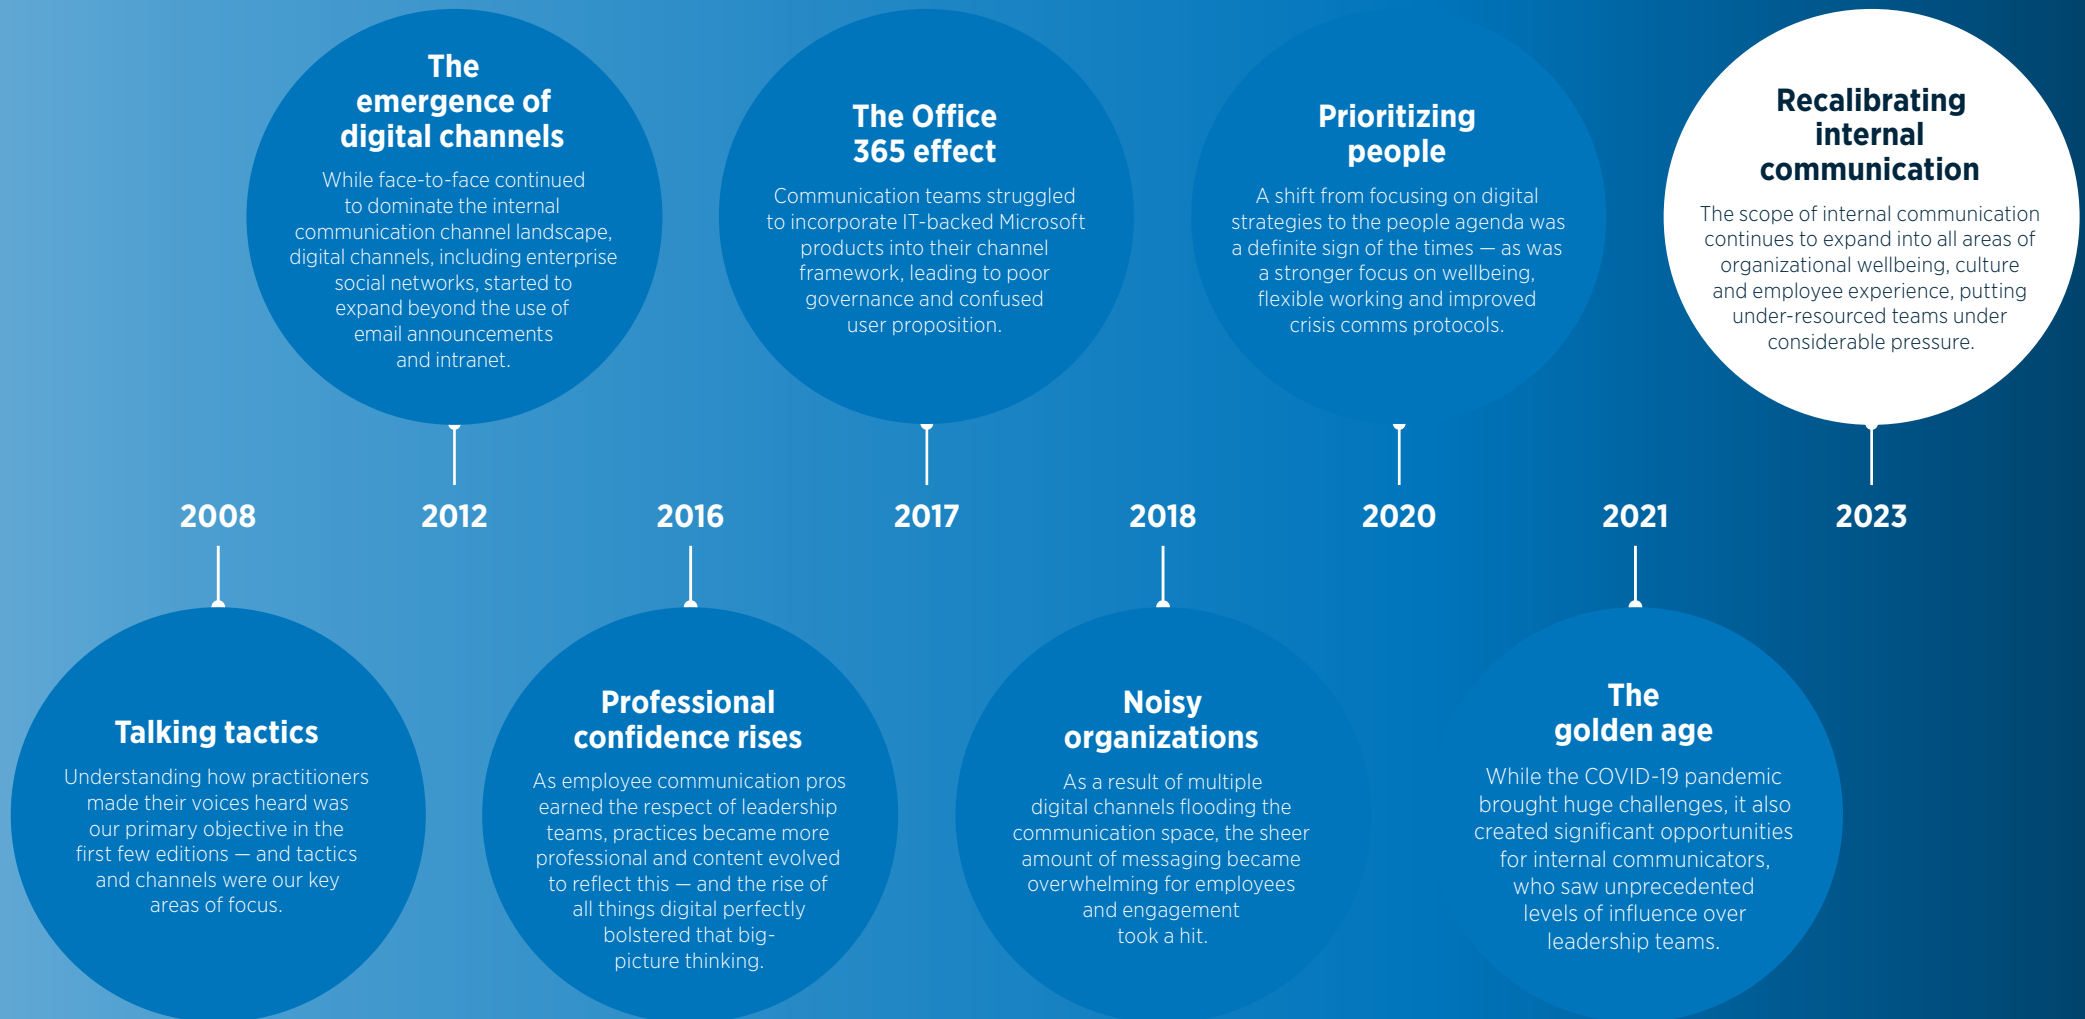 The
emergence of
digital channels
While face-to-face continued
to dominate the internal
communication channel landscape,
digital channels, including enterprise
social networks, started to
expand beyond the use of
email announcements
and intranet.
The Office
365 effect
Communication teams struggled
to incorporate IT-backed Microsoft
products into their channel
framework, leading to poor
governance and confused
user proposition.
Prioritizing
people
A shift from focusing on digital
strategies to the people agenda was
a definite sign of the times — as was
a stronger focus on wellbeing,
flexible working and improved
crisis comms protocols.
Recalibrating
internal
communication
The scope of internal communication
continues to expand into all areas of
organizational wellbeing, culture
and employee experience, putting
under-resourced teams under
considerable pressure.
2008
2012
2016
2017
2018
2020
2021
2023
Talking tactics
Understanding how practitioners
made their voices heard was
our primary objective in the
first few editions — and tactics
and channels were our key
areas of focus.
Professional
confidence rises
As employee communication pros
earned the respect of leadership
teams, practices became more
professional and content evolved
to reflect this — and the rise of
all things digital perfectly
bolstered that big-
picture thinking.
Noisy
organizations
As a result of multiple
digital channels flooding the
communication space, the sheer
amount of messaging became
overwhelming for employees
and engagement
took a hit.
The
golden age
While the COVID-19 pandemic
brought huge challenges, it also
created significant opportunities
for internal communicators,
who saw unprecedented
levels of influence over
leadership teams.